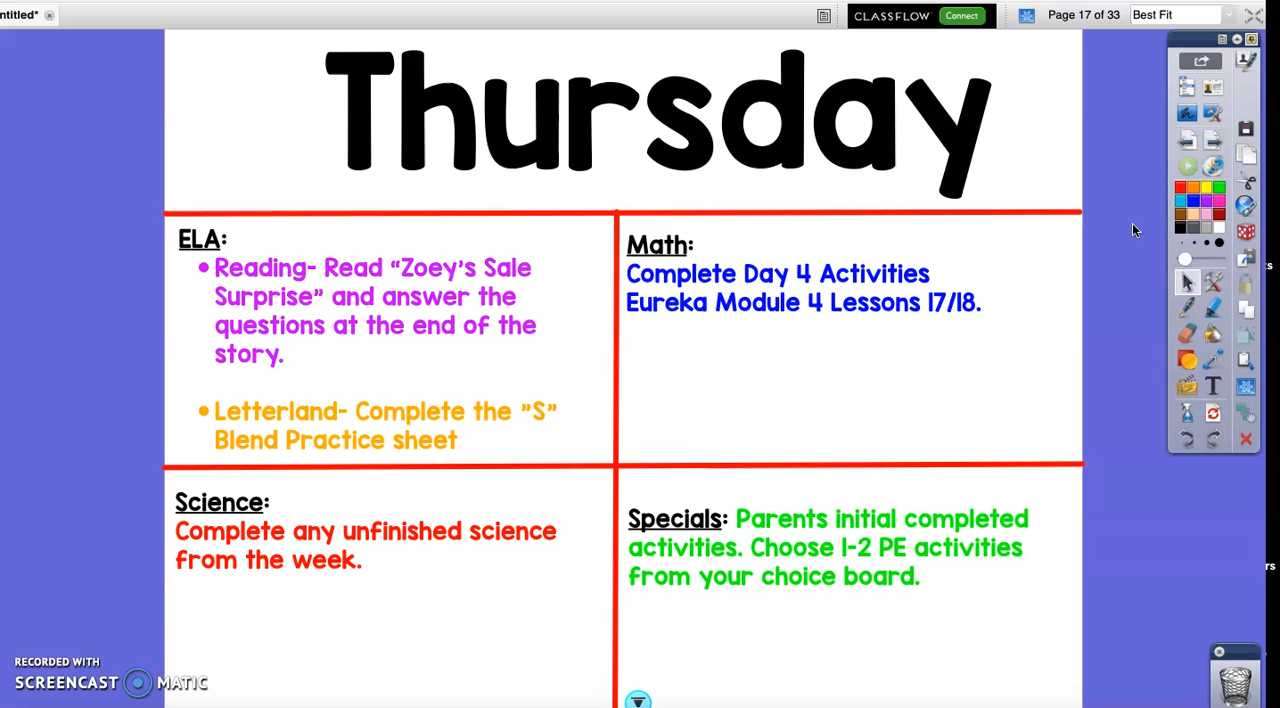 ntitled*
CLASSFLOW Connect
Page 17 of 33
Best Fit
Thursday
ELA:
• Reading- Read “Zoey’s Sale
Surprise” and answer the
questions at the end of the
story.
• Letterland- Complete the ”S”
Blend Practice sheet
Math:
Complete Day 4 Activities
Eureka Module 4 Lessons 17/18.
Science:
Complete any unfinished science
from the week.
Specials: Parents initial completed
activities. Choose 1-2 PE activities
from your choice board.
RECORDED WITH
SCREENCAST MATIC
T
s
rs